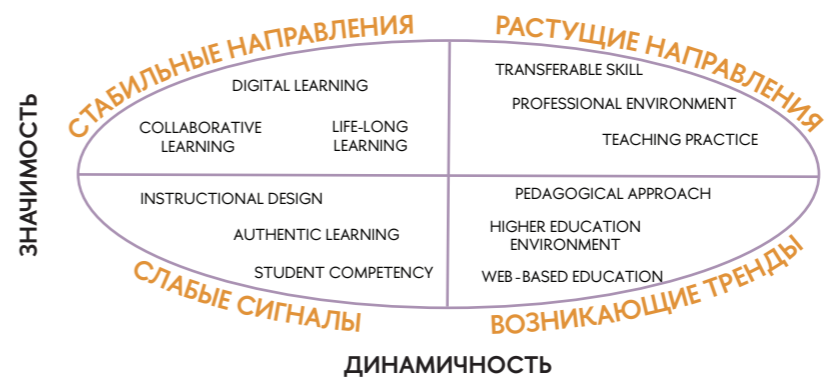 СТАБИЛЬНЫЕ НАПРАВЛЕНИЯ
РАСТУЩИЕ НАПРАВЛЕНИЯ
DIGITAL LEARNING
COLLABORATIVE
LEARNING
LIFE-LONG
LEARNING
TRANSFERABLE SKILL
PROFESSIONAL ENVIRONMENT
TEACHING PRACTICE
ЗНАЧИМОСТЬ
INSTRUCTIONAL DESIGN
AUTHENTIC LEARNING
STUDENT COMPETENCY
PEDAGOGICAL APPROACH
HIGHER EDUCATION
ENVIRONMENT
WEB-BASED EDUCATION
СЛАБЫЕ СИГНАЛЫ
ВОЗНИКАЮЩИЕ ТРЕНДЫ
ДИНАМИЧНОСТЬ